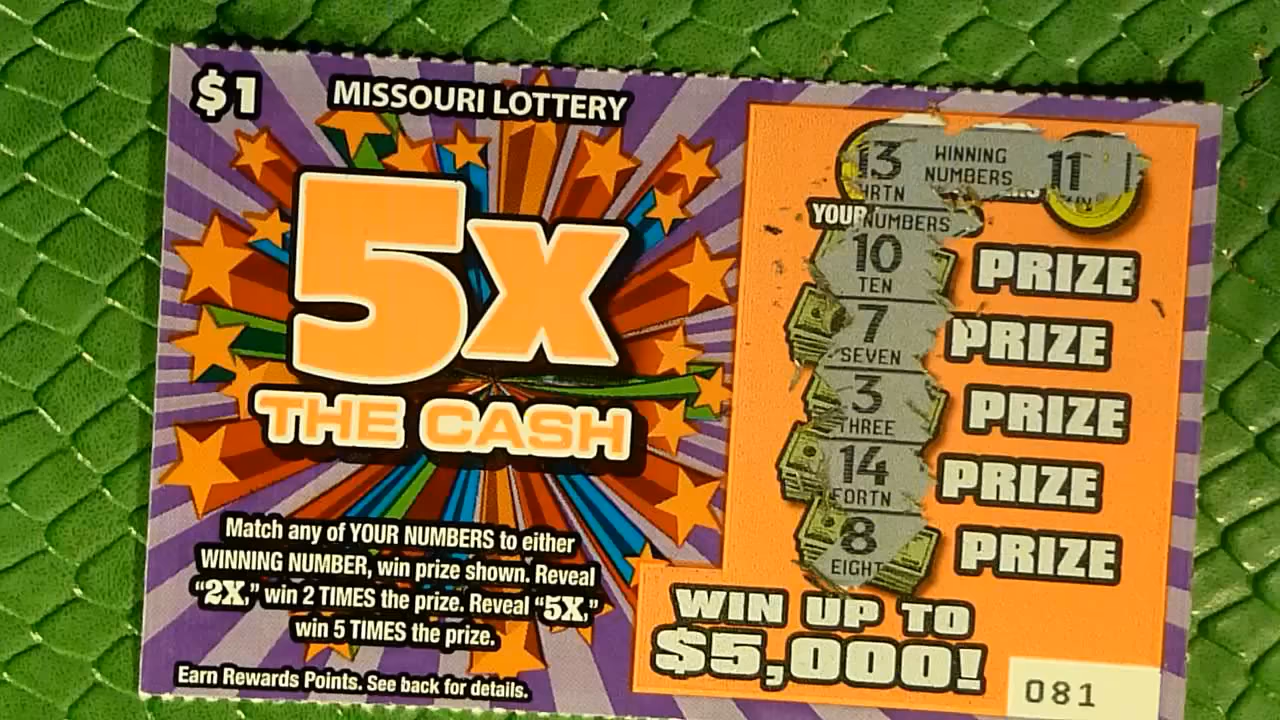 $1 MISSOURI LOTTERY
5X
THE CASH
Match any of YOUR NUMBERS to either
WINNING NUMBER, win prize shown. Reveal
“2X,” win 2 TIMES the prize. Reveal “5X,”
win 5 TIMES the prize.
Earn Rewards Points. See back for details.
13 WINNING 11
HRTN NUMBERS
YOUR NUMBERS
10 PRIZE
TEN
7 PRIZE
SEVEN
3 PRIZE
THREE
14 PRIZE
FORTN
8 PRIZE
EIGHT
WIN UP TO
$5,000!
081